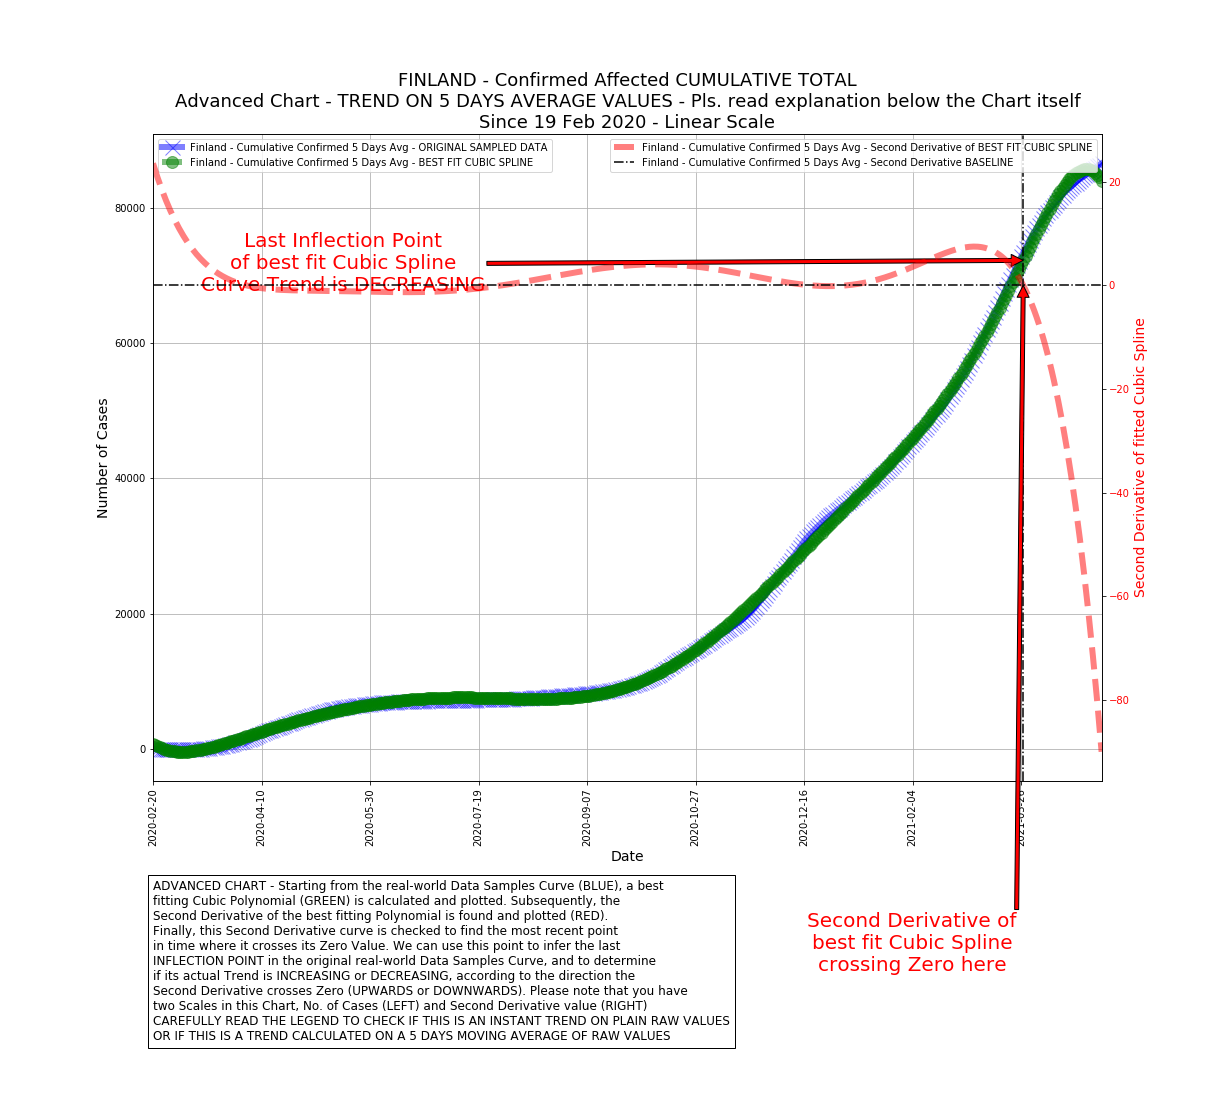 FINLAND - Confirmed Affected CUMULATIVE TOTAL
Advanced Chart - TREND ON 5 DAYS AVERAGE VALUES - Pls. read explanation below the Chart itself
Since 19 Feb 2020 - Linear Scale
Finland - Cumulative Confirmed 5 Days Avg - ORIGINAL SAMPLED DATA
Finland - Cumulative Confirmed 5 Days Avg - BEST FIT CUBIC SPLINE
Finland - Cumulative Confirmed 5 Days Avg - Second Derivative of BEST FIT CUBIC SPLINE
Finland - Cumulative Confirmed 5 Days Avg - Second Derivative BASELINE
Last Inflection Point
of best fit Cubic Spline
Curve Trend is DECREASING
Number of Cases
80000
60000
40000
20000
0
20
0
−20
−40
−60
−80
Second Derivative of fitted Cubic Spline
2020-02-20
2020-04-10
2020-05-30
2020-07-19
2020-09-07
2020-10-27
2020-12-16
2021-02-04
2021-03-26
Date
ADVANCED CHART - Starting from the real-world Data Samples Curve (BLUE), a best
fitting Cubic Polynomial (GREEN) is calculated and plotted. Subsequently, the
Second Derivative of the best fitting Polynomial is found and plotted (RED).
Finally, this Second Derivative curve is checked to find the most recent point
in time where it crosses its Zero Value. We can use this point to infer the last
INFLECTION POINT in the original real-world Data Samples Curve, and to determine
if its actual Trend is INCREASING or DECREASING, according to the direction the
Second Derivative crosses Zero (UPWARDS or DOWNWARDS). Please note that you have
two Scales in this Chart, No. of Cases (LEFT) and Second Derivative value (RIGHT)
CAREFULLY READ THE LEGEND TO CHECK IF THIS IS AN INSTANT TREND ON PLAIN RAW VALUES
OR IF THIS IS A TREND CALCULATED ON A 5 DAYS MOVING AVERAGE OF RAW VALUES
Second Derivative of
best fit Cubic Spline
crossing Zero here